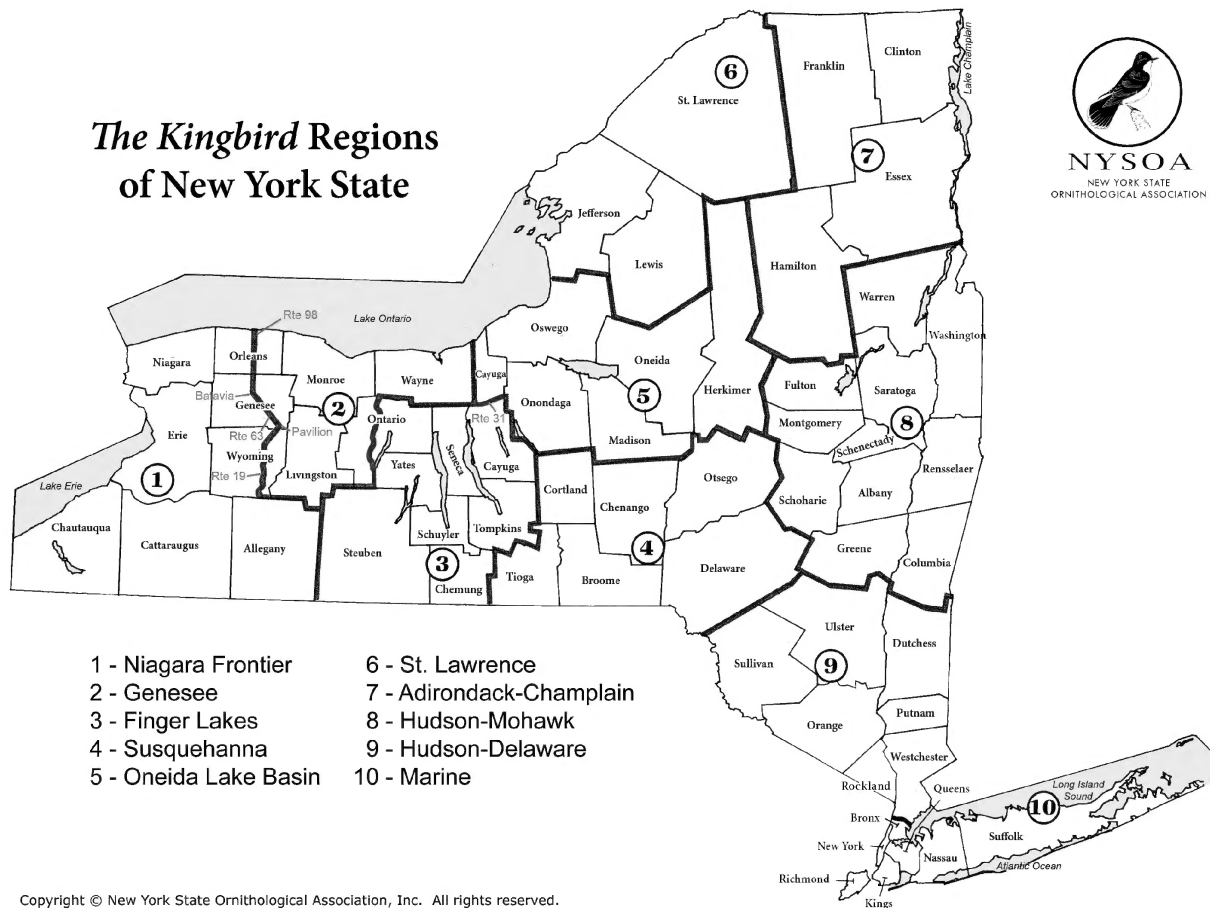 The Kingbird Regions
of New York State
NYSOA
NEW YORK STATE
ORNITHOLOGICAL ASSOCIATION
6
St. Lawrence
Franklin
Clinton
Lake Champlain
7
Essex
Jefferson
Lewis
Hamilton
Warren
Washington
Lake Ontario
Rte 98
Oswego
Oneida
Herkimer
Niagara
Orleans
Monroe
Wayne
Cayuga
Fulton
Saratoga
Batavia
Genesee
2
Ontario
Rte 31
Onondaga
5
Montgomery
8
Erie
Rte 63
Pavilion
Madison
Schenectady
Wyoming
Rte 19
Livingston
Yates
Seneca
Cayuga
Cortland
Chenango
Otsego
Schoharie
Albany
Rensselaer
Lake Erie
1
Chautauqua
Cattaraugus
Allegany
Steuben
Schuyler
Tompkins
3
Chemung
Tioga
Broome
4
Delaware
Greene
Columbia
Ulster
Dutchess
Sullivan
9
Orange
Putnam
Westchester
Rockland
Queens
Long Island
Sound
10
Bronx
New York
Suffolk
Nassau
Atlantic Ocean
Richmond
Kings
1 - Niagara Frontier
2 - Genesee
3 - Finger Lakes
4 - Susquehanna
5 - Oneida Lake Basin
6 - St. Lawrence
7 - Adirondack-Champlain
8 - Hudson-Mohawk
9 - Hudson-Delaware
10 - Marine
Copyright © New York State Ornithological Association, Inc. All rights reserved.